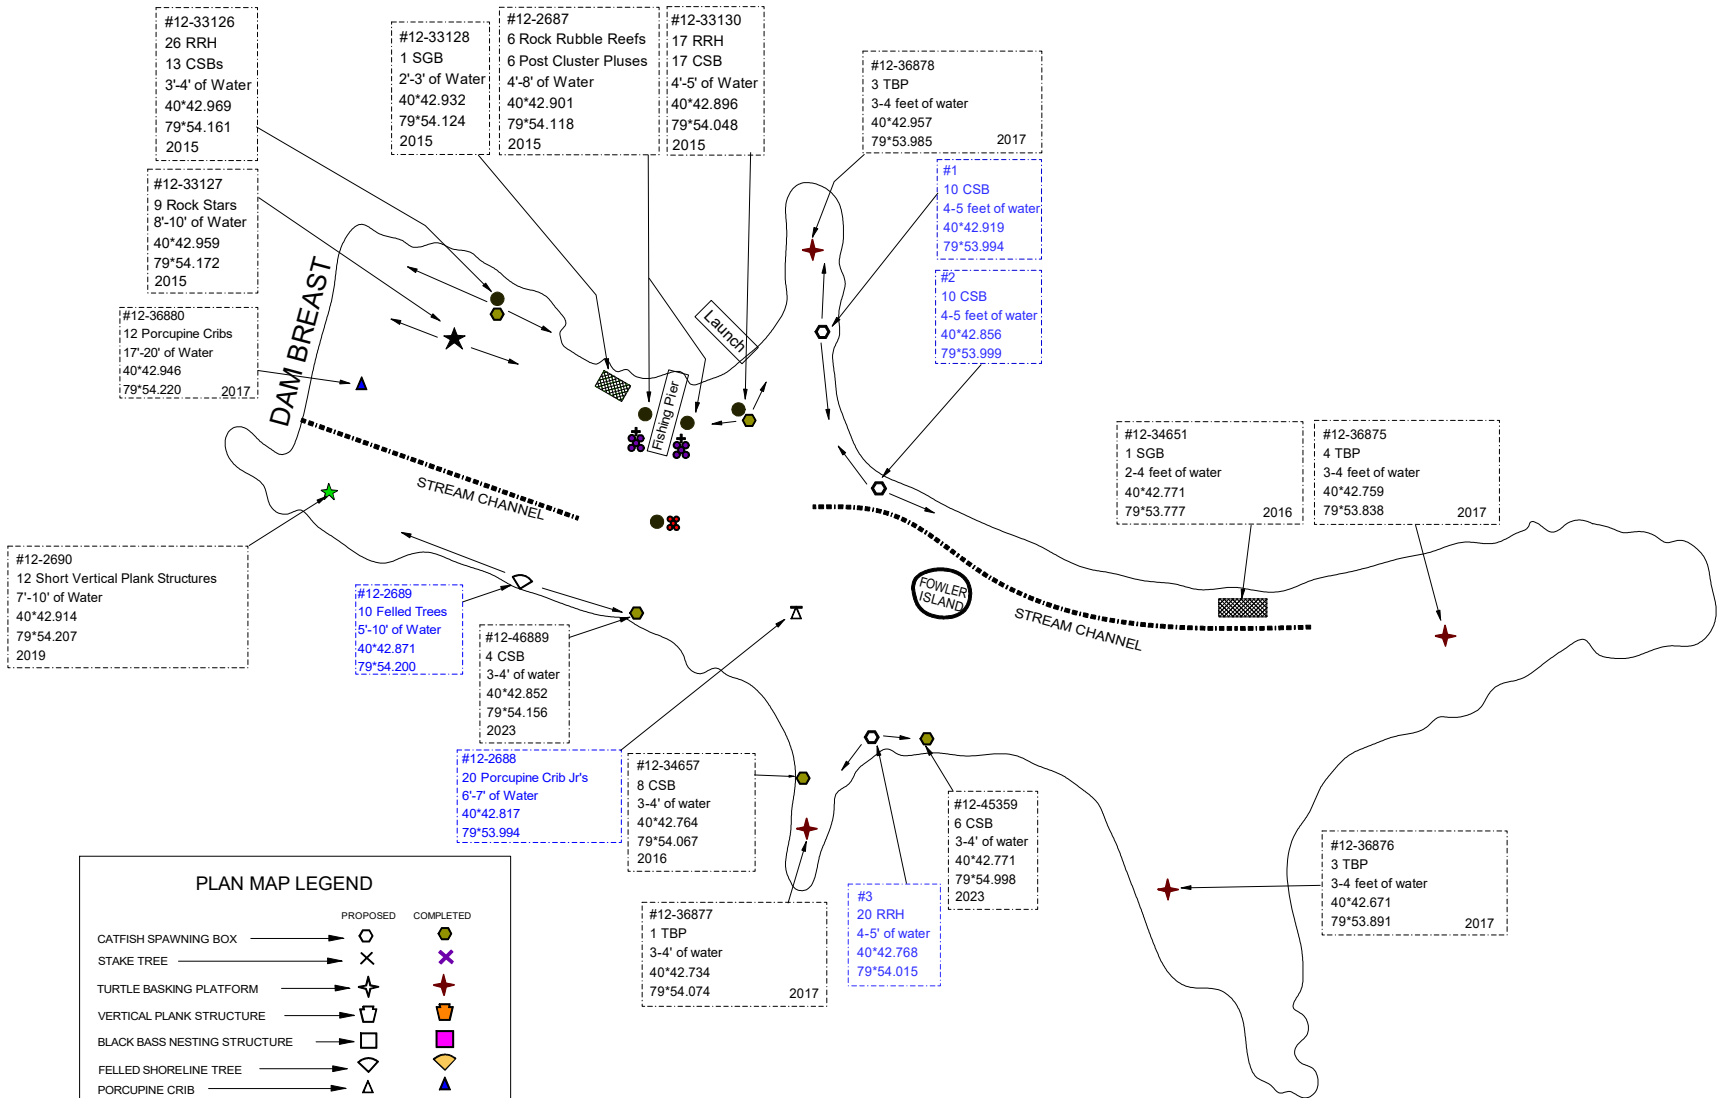 #12-33126
26 RRH
13 CSBs
3'-4' of Water
40*42.969
79*54.161
2015
#12-33128
1 SGB
2'-3' of Water
40*42.932
79*54.124
2015
#12-2687
6 Rock Rubble Reefs
6 Post Cluster Pluses
4'-8' of Water
40*42.901
79*54.118
2015
#12-33130
17 RRH
17 CSB
4'-5' of Water
40*42.896
79*54.048
2015
#12-36878
3 TBP
3-4 feet of water
40*42.957
79*53.985 2017
#12-33127
9 Rock Stars
8'-10' of Water
40*42.959
79*54.172
2015
#1
10 CSB
4-5 feet of water
40*42.919
79*53.994
#2
10 CSB
4-5 feet of water
40*42.856
79*53.999
#12-36880
12 Porcupine Cribs
17'-20' of Water
40*42.946
79*54.220 2017
DAM BREAST
Launch
Fishing Pier
STREAM CHANNEL
#12-34651
1 SGB
2-4 feet of water
40*42.771
79*53.777 2016
#12-36875
4 TBP
3-4 feet of water
40*42.759
79*53.838 2017
#12-2690
12 Short Vertical Plank Structures
7'-10' of Water
40*42.914
79*54.207
2019
#12-2689
10 Felled Trees
5'-10' of Water
40*42.871
79*54.200
FOWLER
ISLAND
STREAM CHANNEL
#12-46889
4 CSB
3-4' of water
40*42.852
79*54.156
2023
#12-2688
20 Porcupine Crib Jr's
6'-7' of Water
40*42.817
79*53.994
#12-34657
8 CSB
3-4' of water
40*42.764
79*54.067
2016
#12-45359
6 CSB
3-4' of water
40*42.771
79*54.998
2023
#12-36877
1 TBP
3-4' of water
40*42.734
79*54.074 2017
#3
20 RRH
4-5' of water
40*42.768
79*54.015
#12-36876
3 TBP
3-4 feet of water
40*42.671
79*53.891 2017
PLAN MAP LEGEND
PROPOSED COMPLETED
CATFISH SPAWNING BOX
STAKE TREE
TURTLE BASKING PLATFORM
VERTICAL PLANK STRUCTURE
BLACK BASS NESTING STRUCTURE
FELLED SHORELINE TREE
PORCUPINE CRIB